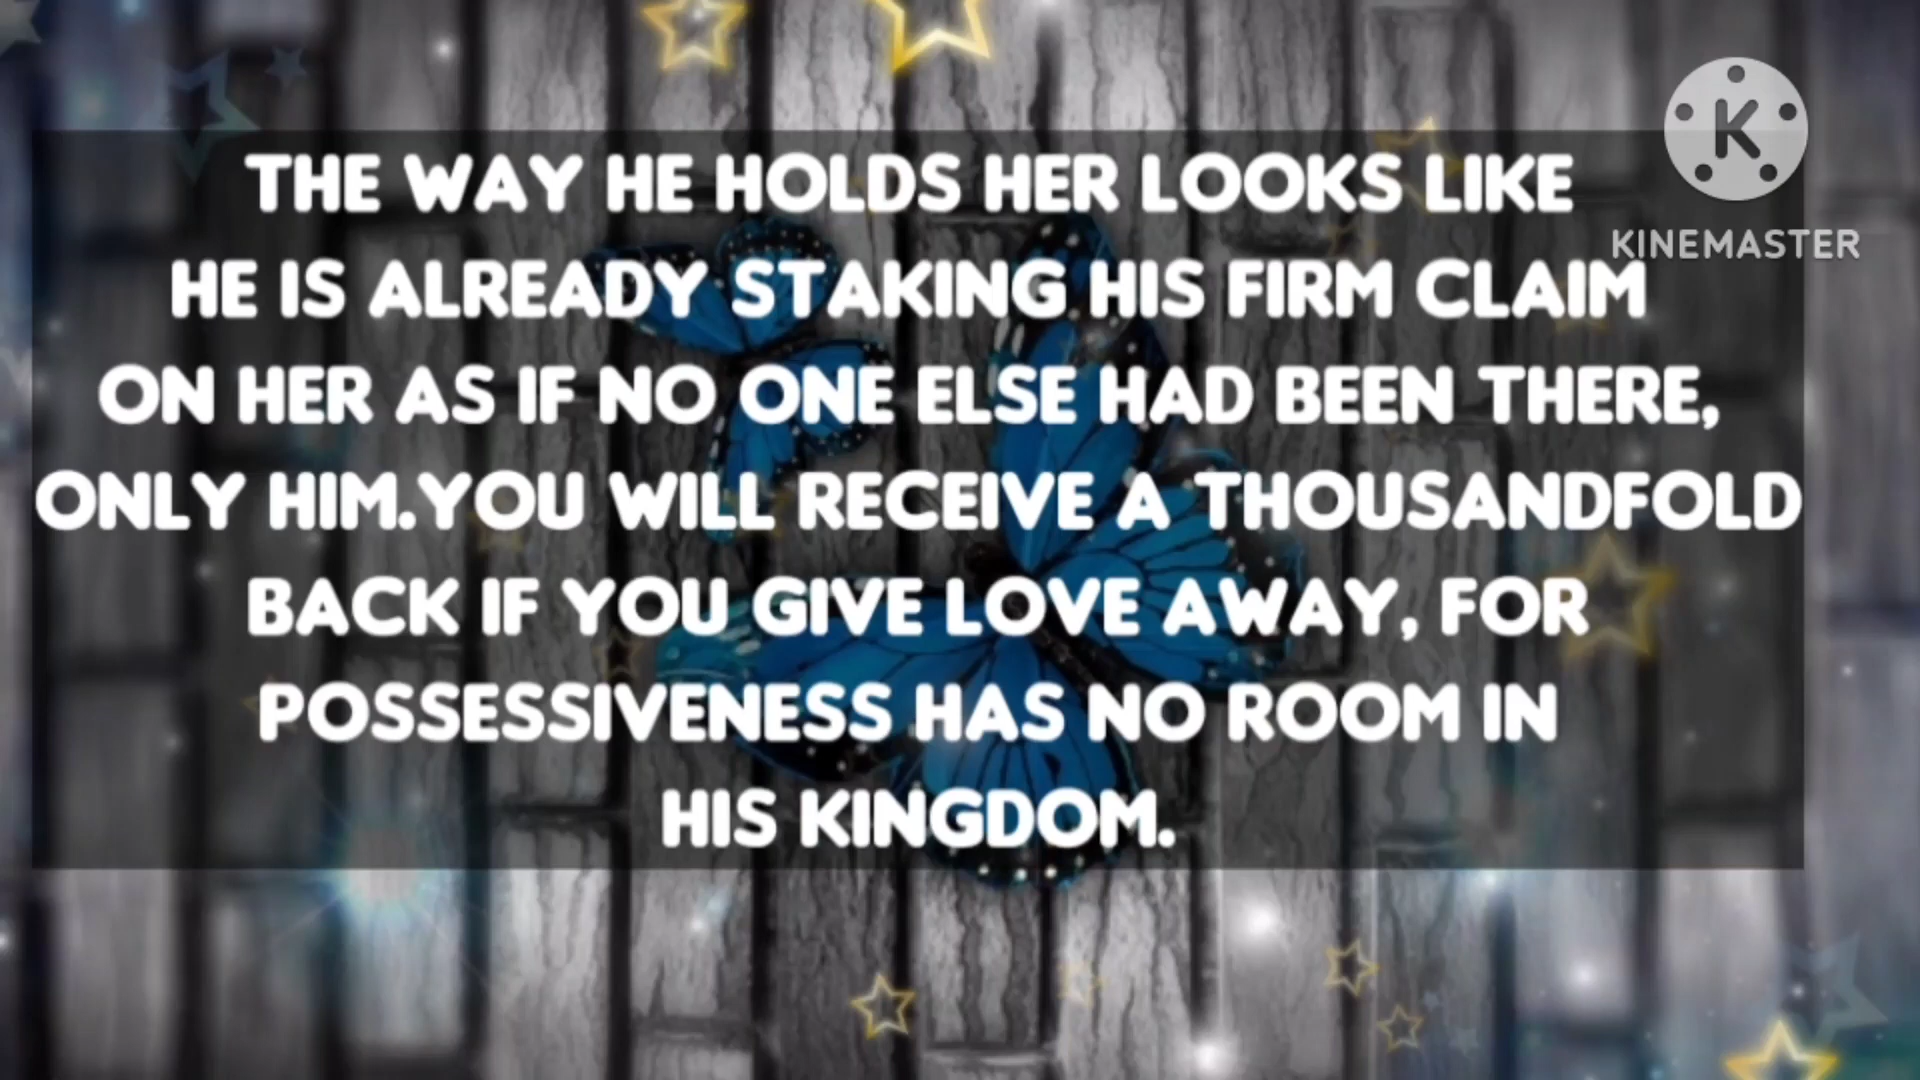 THE WAY HE HOLDS HER LOOKS LIKE
HE IS ALREADY STAKING HIS FIRM CLAIM
ON HER AS IF NO ONE ELSE HAD BEEN THERE,
ONLY HIM.YOU WILL RECEIVE A THOUSANDFOLD
BACK IF YOU GIVE LOVE AWAY, FOR
POSSESSIVENESS HAS NO ROOM IN
HIS KINGDOM.
K
KINEMASTER